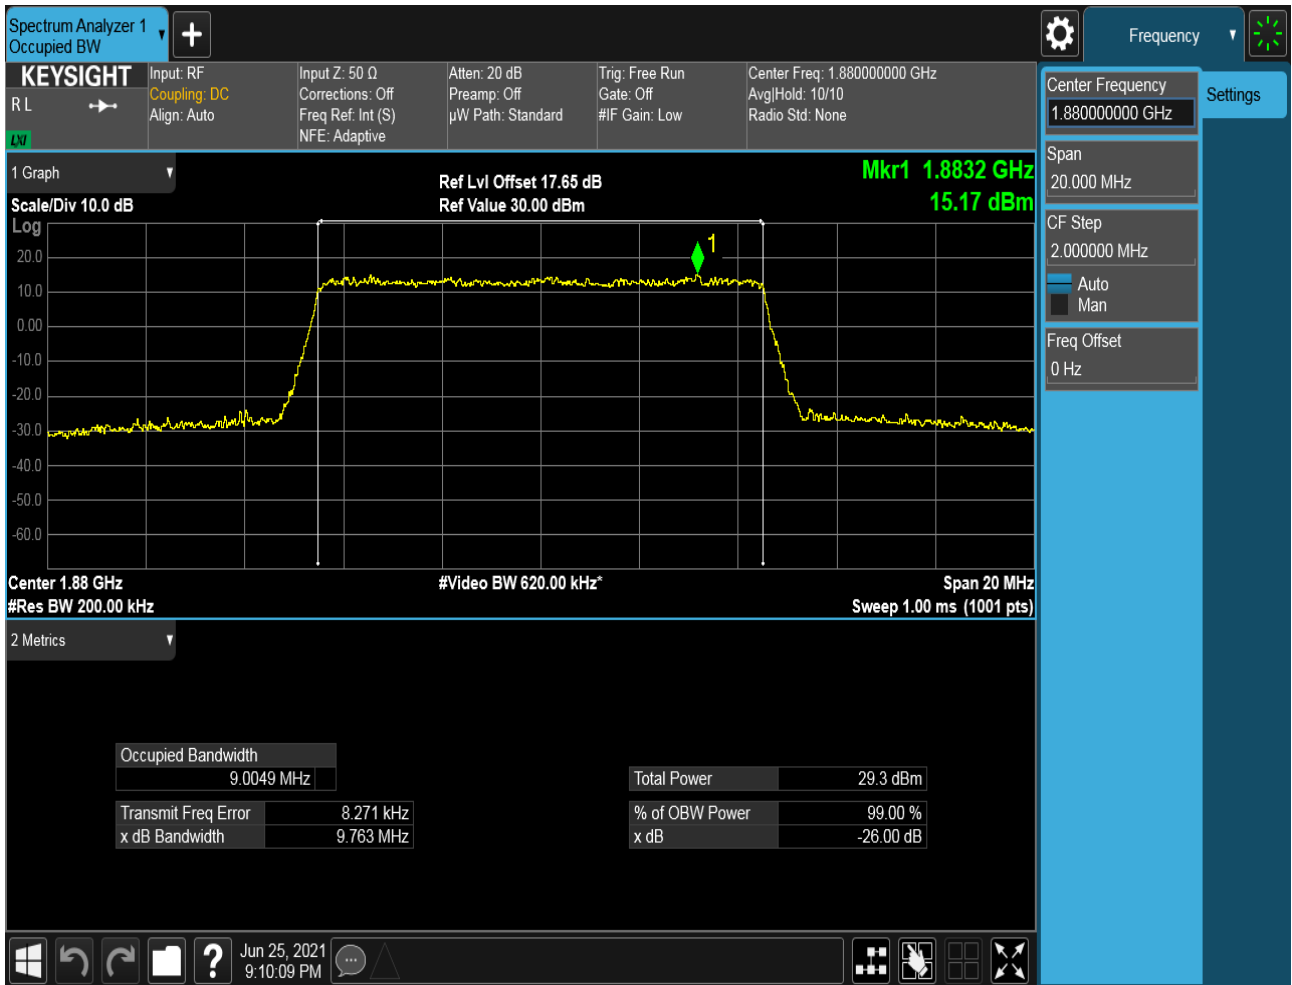 Spectrum Analyzer 1
Occupied BW
+
Frequency
KEYSIGHT
R L
LXI
Input: RF
Coupling: DC
Align: Auto
Input Z: 50 Ω
Corrections: Off
Freq Ref: Int (S)
NFE: Adaptive
Atten: 20 dB
Preamp: Off
µW Path: Standard
Trig: Free Run
Gate: Off
#IF Gain: Low
Center Freq: 1.880000000 GHz
Avg|Hold: 10/10
Radio Std: None
Center Frequency
1.880000000 GHz
Settings
Span
20.000 MHz
CF Step
2.000000 MHz
Auto
Man
Freq Offset
0 Hz
1 Graph
Scale/Div 10.0 dB
Ref Lvl Offset 17.65 dB
Ref Value 30.00 dBm
Mkr1 1.8832 GHz
15.17 dBm
Log
1
20.0
10.0
0.00
-10.0
-20.0
-30.0
-40.0
-50.0
-60.0
Center 1.88 GHz
#Video BW 620.00 kHz*
Span 20 MHz
#Res BW 200.00 kHz
Sweep 1.00 ms (1001 pts)
2 Metrics
Occupied Bandwidth
9.0049 MHz
Transmit Freq Error 8.271 kHz
x dB Bandwidth 9.763 MHz
Total Power 29.3 dBm
% of OBW Power 99.00 %
x dB -26.00 dB
?
Jun 25, 2021
9:10:09 PM